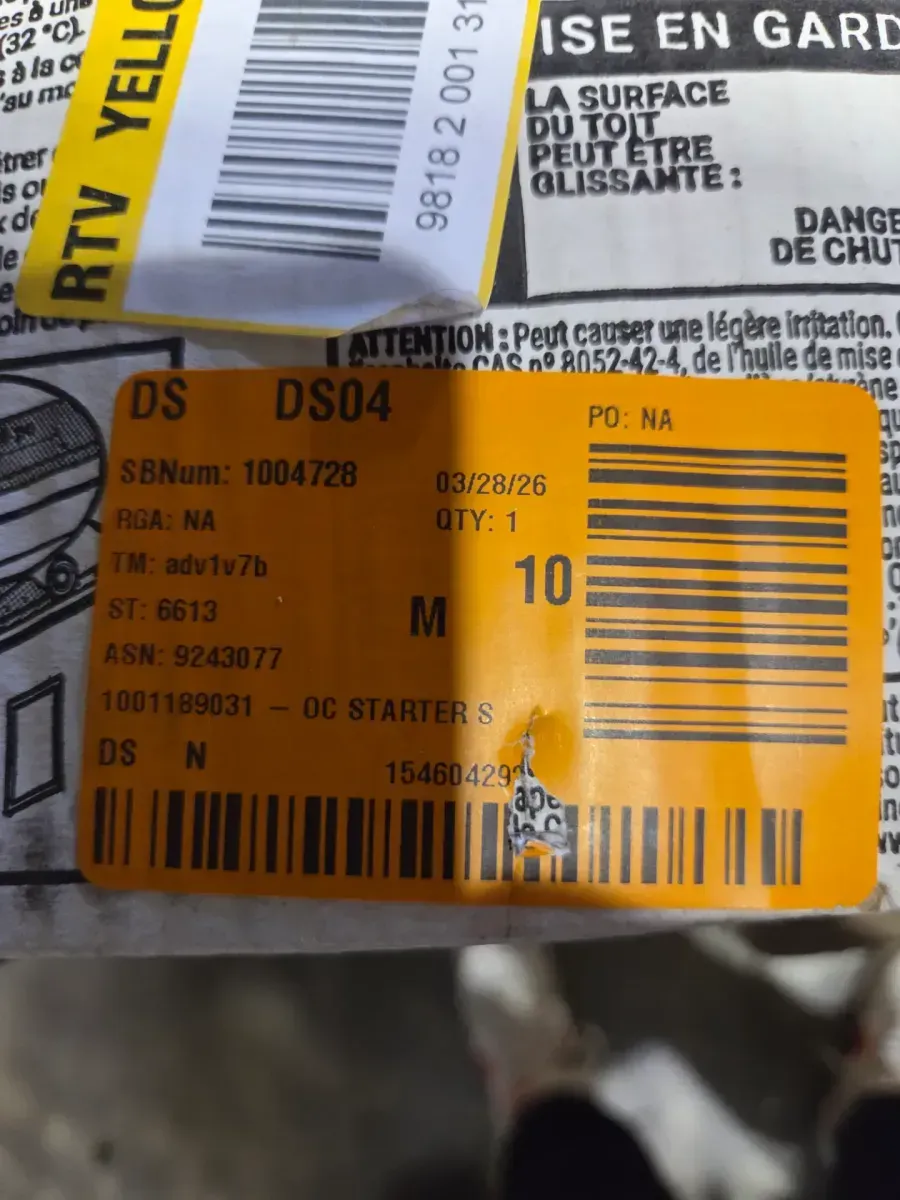 (32 °C).
RTV YELLO
9818 2 001 31
ISE EN GARD
LA SURFACE
DU TOIT
PEUT ÊTRE
GLISSANTE :
DANGE
DE CHUT
ATTENTION : Peut causer une légère irritation.
CAS nº 8052-42-4, de l'huile de mise
DS DS04
PO: NA
SBNum: 1004728
03/28/26
RGA: NA
QTY: 1
TM: adv1v7b
10
ST: 6613
M
ASN: 9243077
1001189031 – OC STARTER S
DS N
154604292